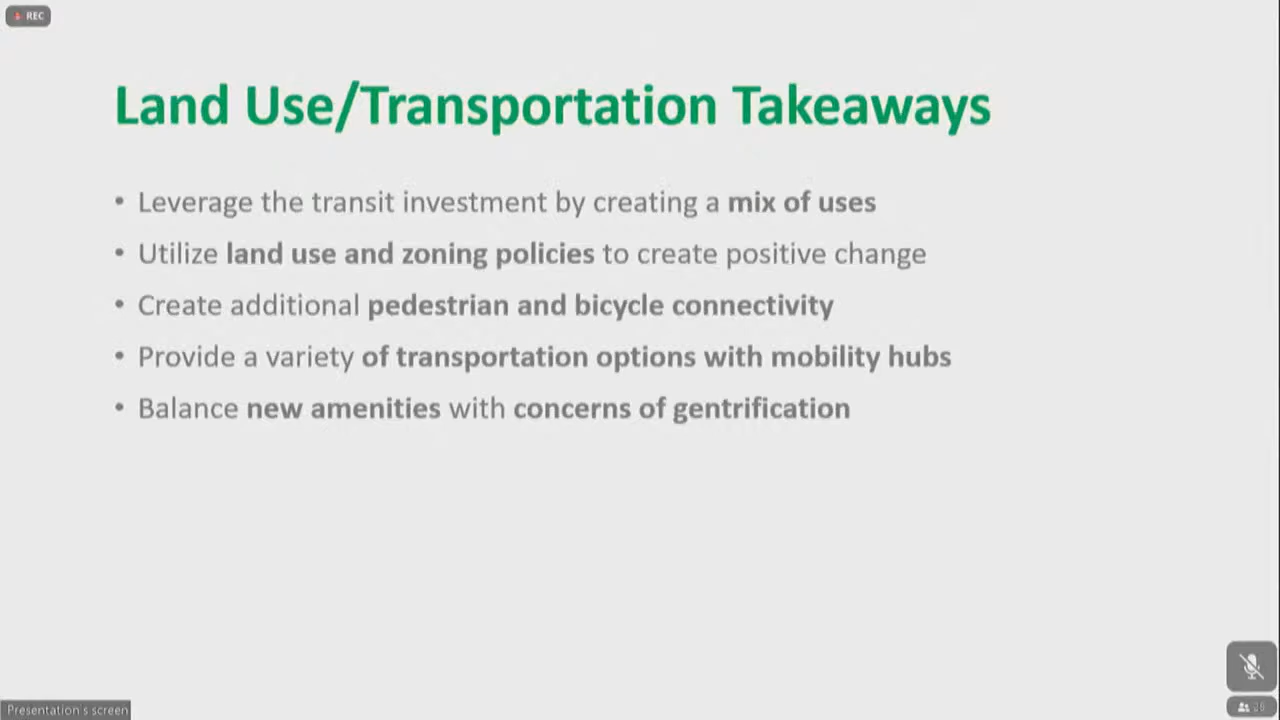 REC
Land Use/Transportation Takeaways
• Leverage the transit investment by creating a mix of uses
• Utilize land use and zoning policies to create positive change
• Create additional pedestrian and bicycle connectivity
• Provide a variety of transportation options with mobility hubs
• Balance new amenities with concerns of gentrification
Presentation's screen